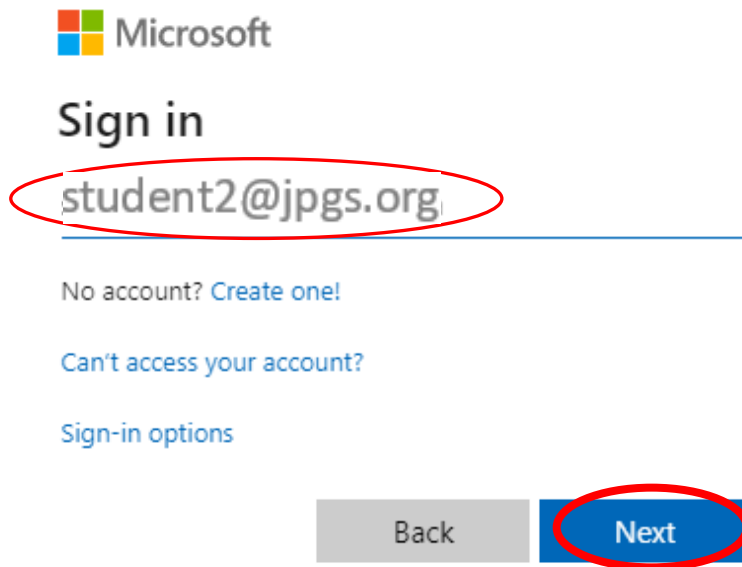 Microsoft
Sign in
student2@jpgs.org
No account? Create one!
Can't access your account?
Sign-in options
Back Next